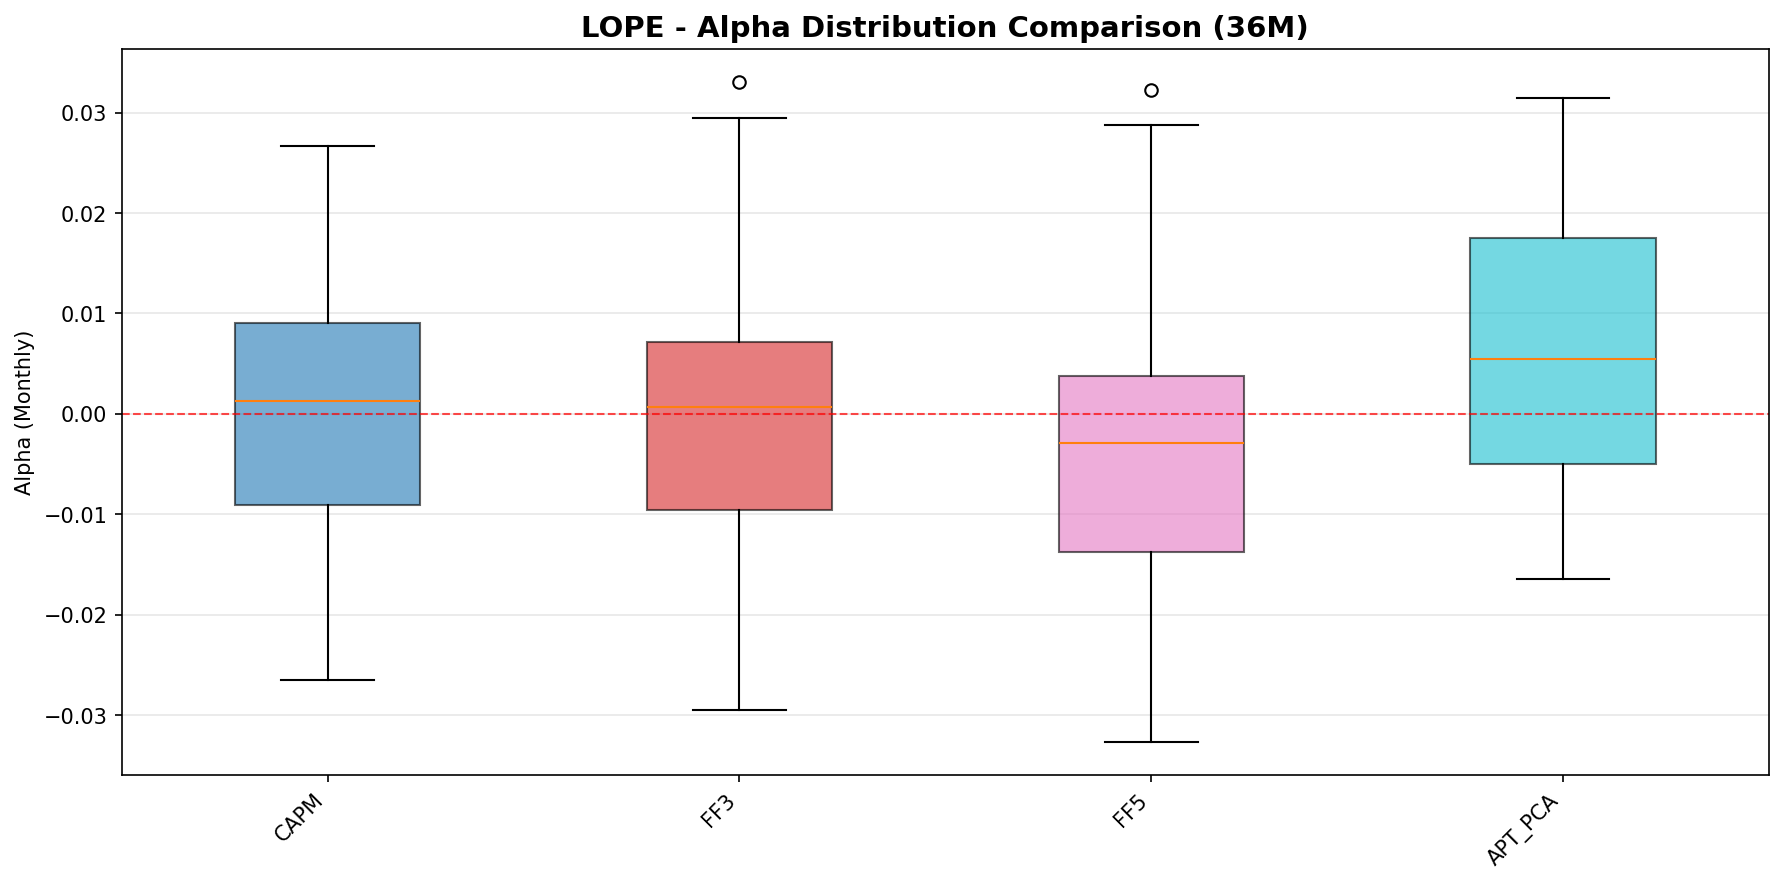 LOPE - Alpha Distribution Comparison (36M)
Alpha (Monthly)
0.03
0.02
0.01
0.00
−0.01
−0.02
−0.03
CAPM
FF3
FF5
APT_PCA